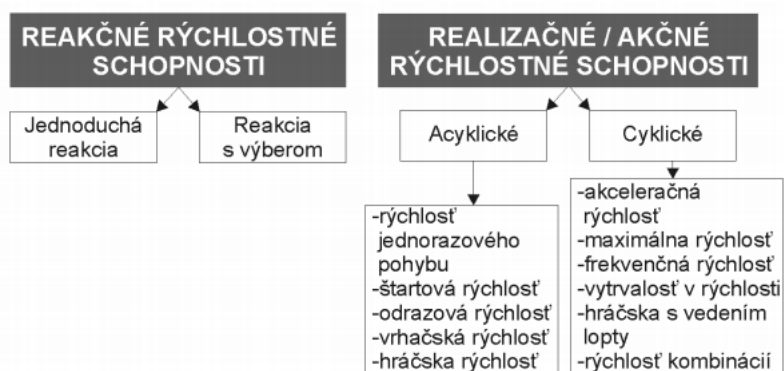 REAKČNÉ RÝCHLOSTNÉ
SCHOPNOSTI
Jednoduchá
reakcia
Reakcia
s výberom
REALIZAČNÉ / AKČNÉ
RÝCHLOSTNÉ SCHOPNOSTI
Acyklické
Cyklické
-rýchlosť
jednorazového
pohybu
-štartová rýchlosť
-odrazová rýchlosť
-vrhačská rýchlosť
-hráčska rýchlosť
-akceleračná
rýchlosť
-maximálna rýchlosť
-frekvenčná rýchlosť
-vytrvalosť v rýchlosti
-hráčska s vedením
lopty
-rýchlosť kombinácií